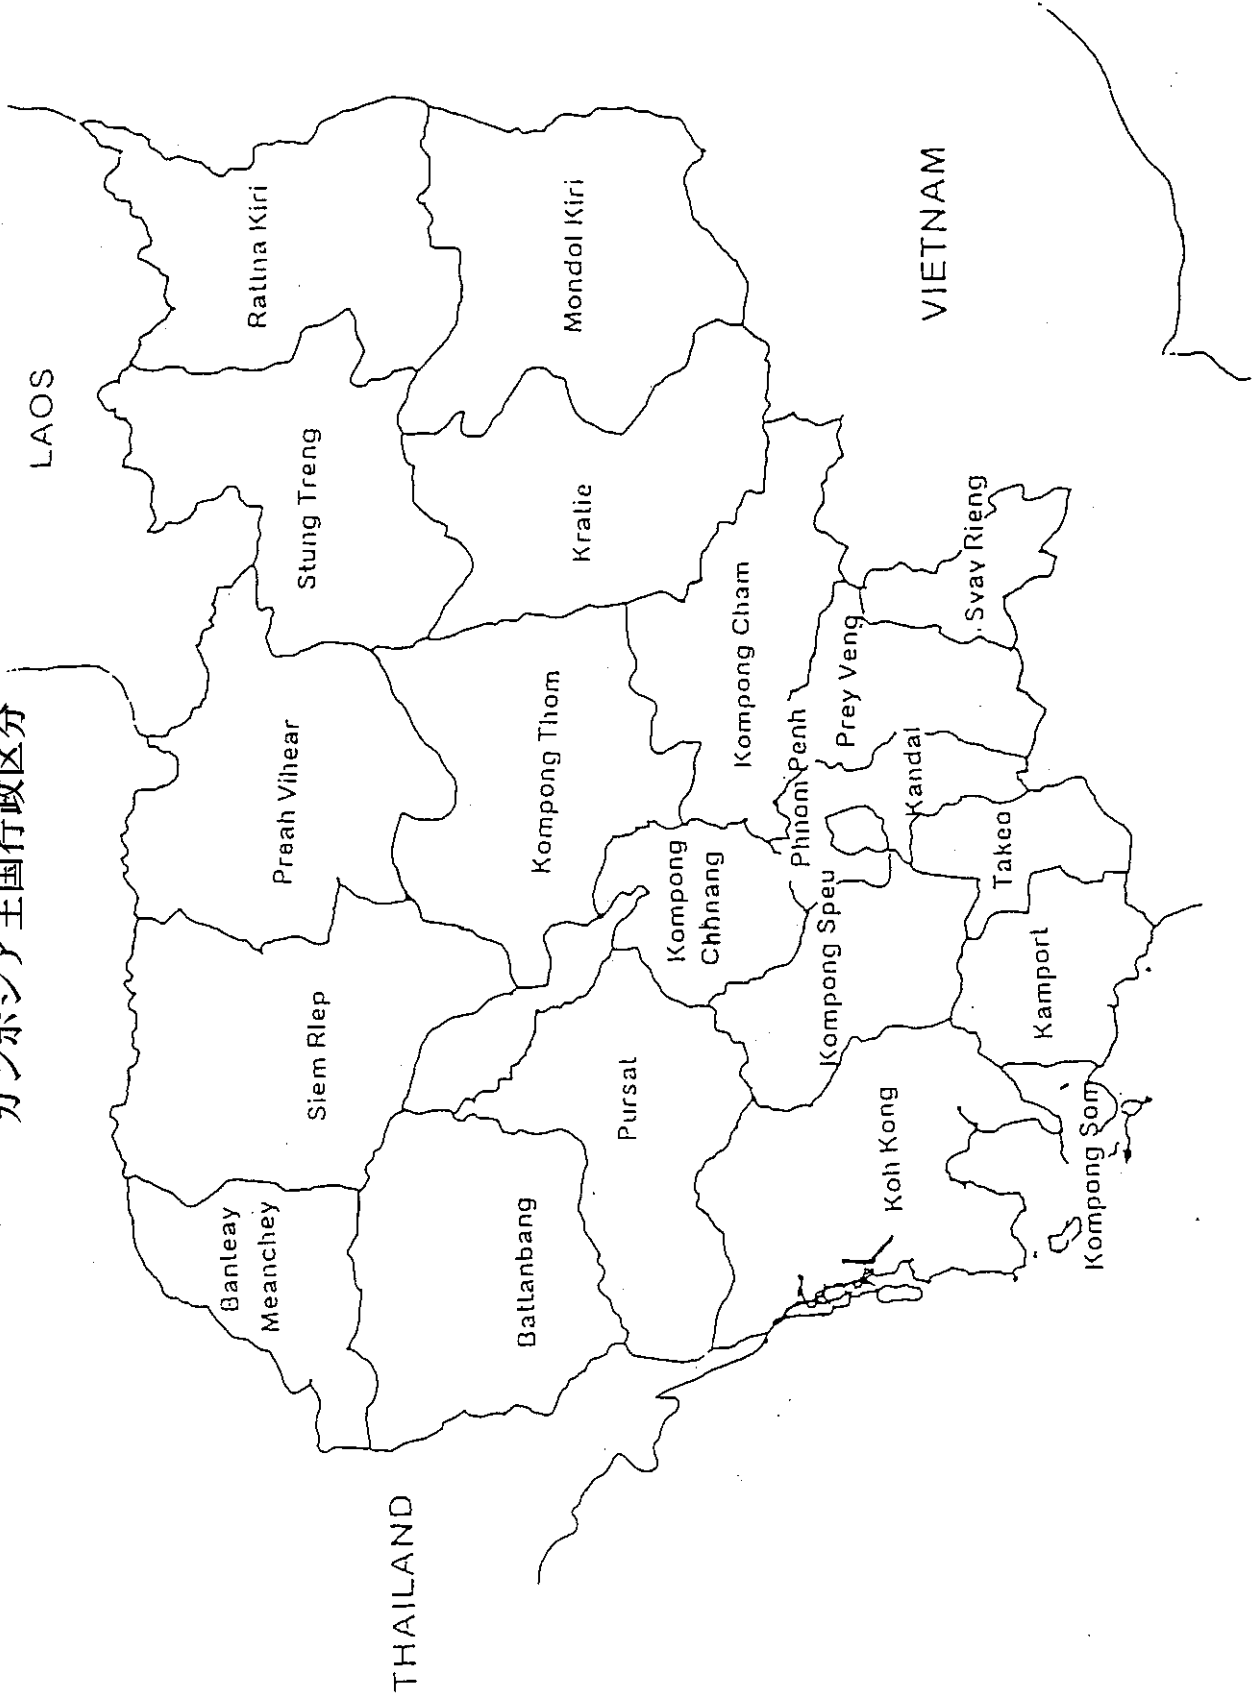 カンボジア王国行政区分
LAOS
THAILAND
VIETNAM
Banteay
Meanchey
Siem Riep
Preah Vihear
Stung Treng
Rattna Kiri
Battanbang
Pursat
Kompong Thom
Kompong
Chhnang
Kratie
Mondol Kiri
Kompong Cham
Koh Kong
Kompong Speu
Phnom Penh
Prey Veng
Kandal
Svay Rieng
Takeo
Kamport
Kompong Som